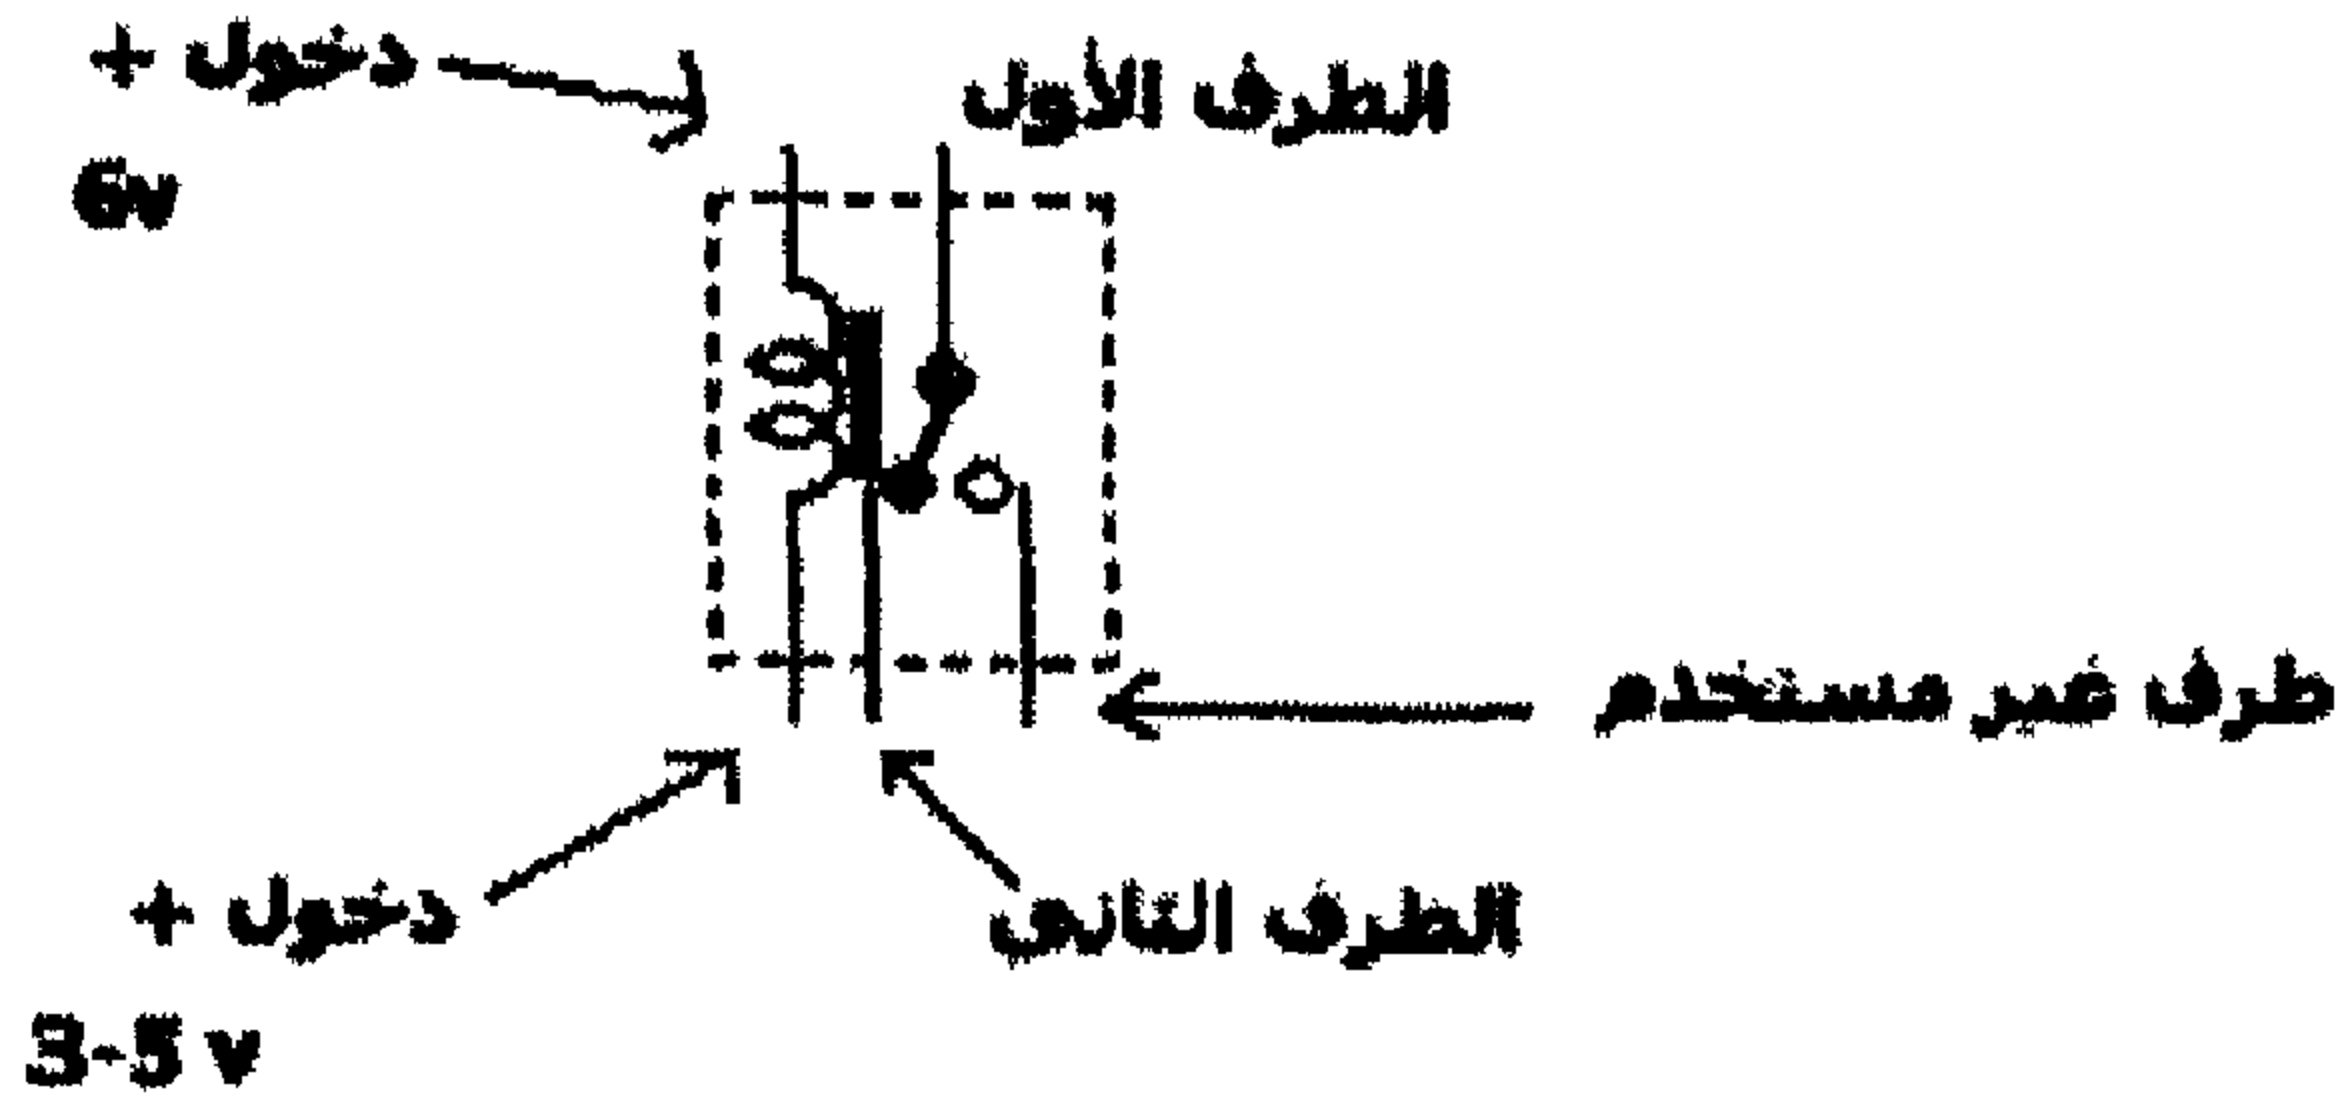 دخول +
6v
الطرف الأول
طرف غير مستخدم
دخول +
3-5 v
الطرف الثاني